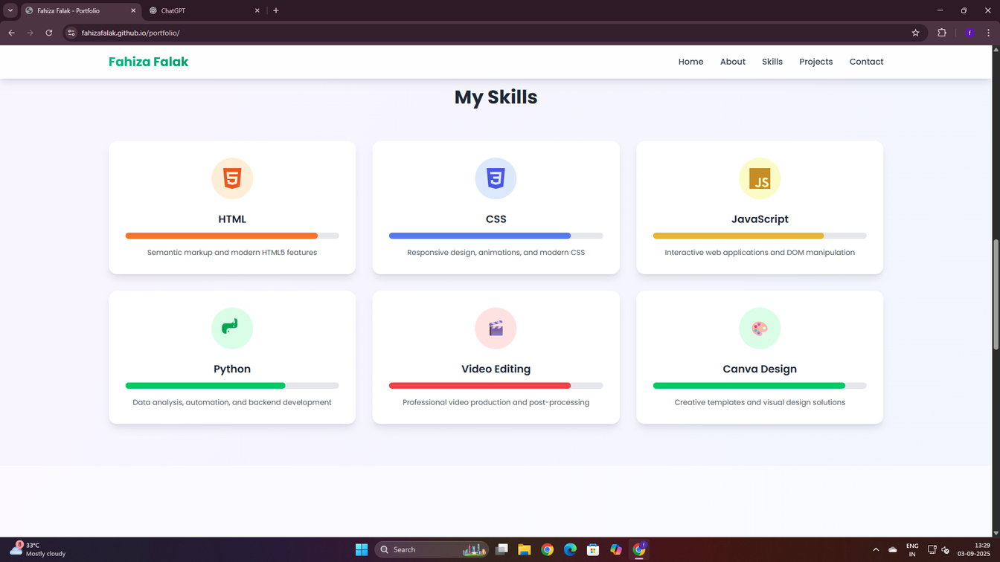 Fahiza Falak - Portfolio
ChatGPT
fahizafalak.github.io/portfolio/
f
Fahiza Falak
Home About Skills Projects Contact
My Skills
5 3 JS
HTML CSS JavaScript
Semantic markup and modern HTML5 features Responsive design, animations, and modern CSS Interactive web applications and DOM manipulation
Python Video Editing Canva Design
Data analysis, automation, and backend development Professional video production and post-processing Creative templates and visual design solutions
8
33°C
Mostly cloudy
Search
f
ENG
IN
13:29
03-09-2025